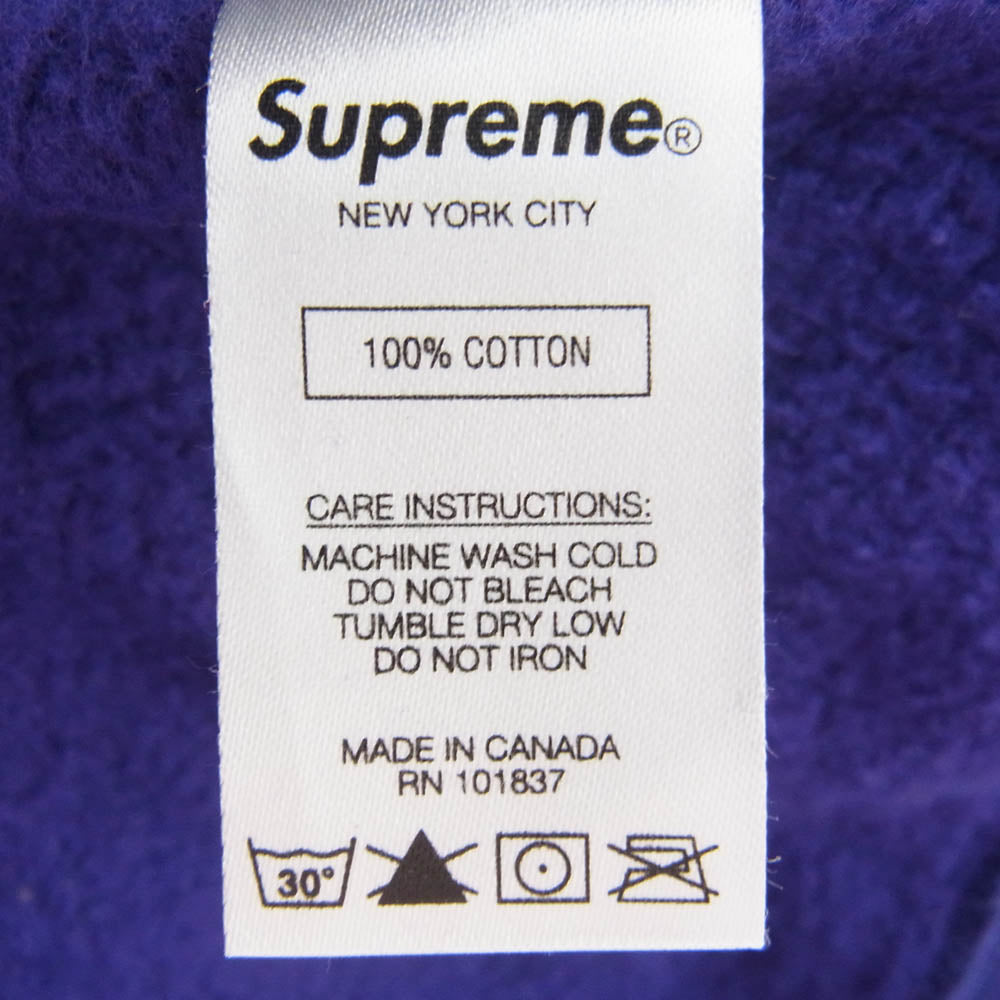 Supreme®
NEW YORK CITY
100% COTTON
CARE INSTRUCTIONS:
MACHINE WASH COLD
DO NOT BLEACH
TUMBLE DRY LOW
DO NOT IRON
MADE IN CANADA
RN 101837
30°